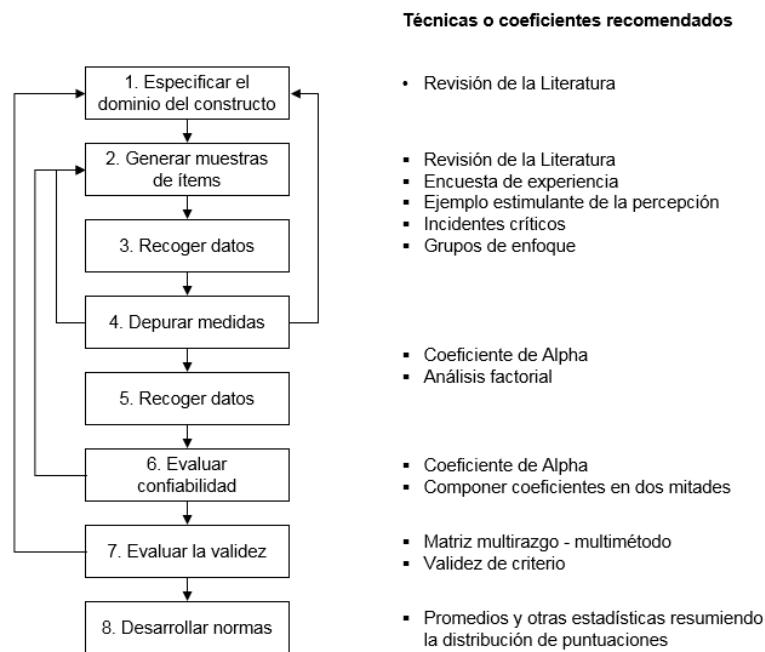 Técnicas o coeficientes recomendados
1. Especificar el
dominio del constructo
• Revisión de la Literatura
2. Generar muestras
de ítems
▪ Revisión de la Literatura
▪ Encuesta de experiencia
▪ Ejemplo estimulante de la percepción
▪ Incidentes críticos
▪ Grupos de enfoque
3. Recoger datos
4. Depurar medidas
▪ Coeficiente de Alpha
▪ Análisis factorial
5. Recoger datos
6. Evaluar
confiabilidad
▪ Coeficiente de Alpha
▪ Componer coeficientes en dos mitades
7. Evaluar la validez
▪ Matriz multirazgo - multimétodo
▪ Validez de criterio
8. Desarrollar normas
▪ Promedios y otras estadísticas resumiendo
la distribución de puntuaciones